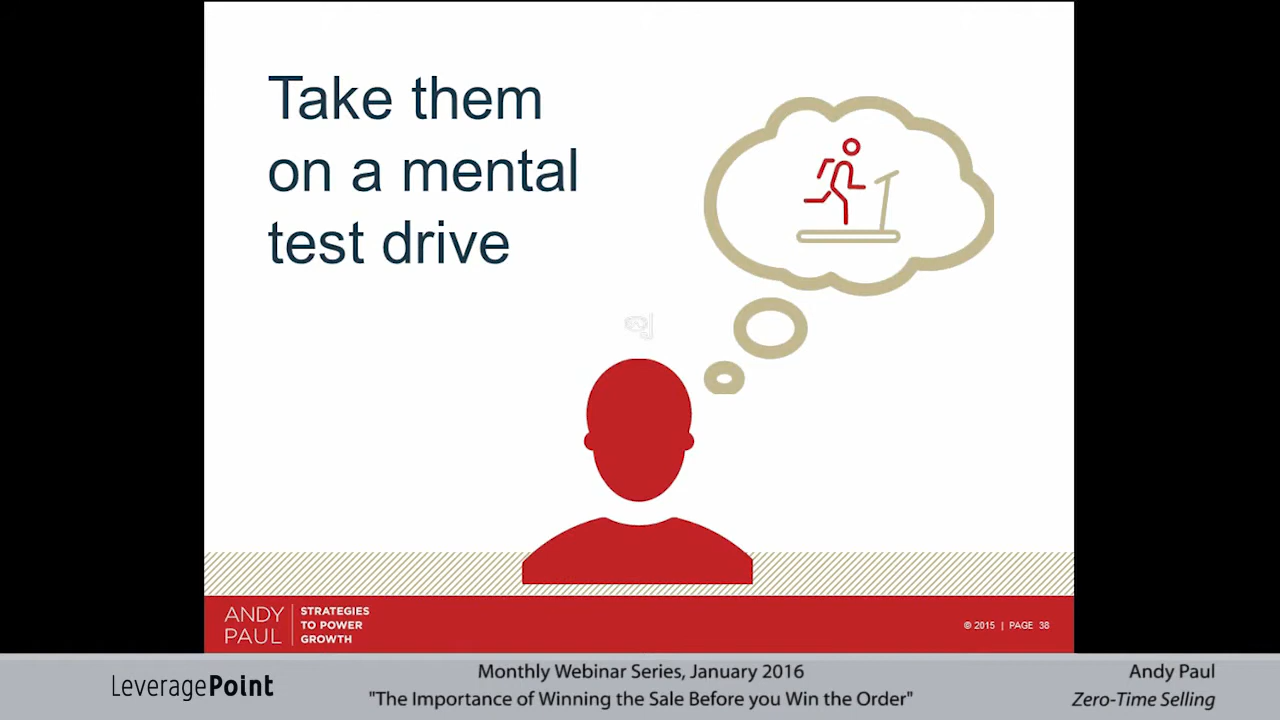 Take them
on a mental
test drive
ANDY
PAUL
STRATEGIES
TO POWER
GROWTH
© 2015 | PAGE 38
LeveragePoint
Monthly Webinar Series, January 2016
"The Importance of Winning the Sale Before you Win the Order"
Andy Paul
Zero-Time Selling